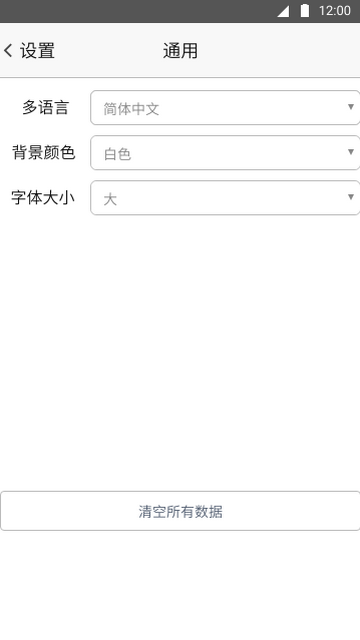 12:00
设置
通用
多语言
简体中文
背景颜色
白色
字体大小
大
清空所有数据